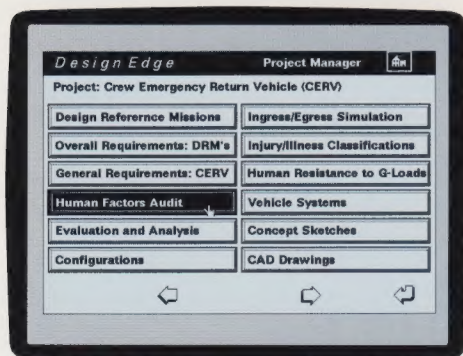 Design Edge
Project Manager
Project: Crew Emergency Return Vehicle (CERV)
Design Reference Missions
Ingress/Egress Simulation
Overall Requirements: DRM's
Injury/Illness Classifications
General Requirements: CERV
Human Resistance to G-Loads
Human Factors Audit
Vehicle Systems
Evaluation and Analysis
Concept Sketches
Configurations
CAD Drawings